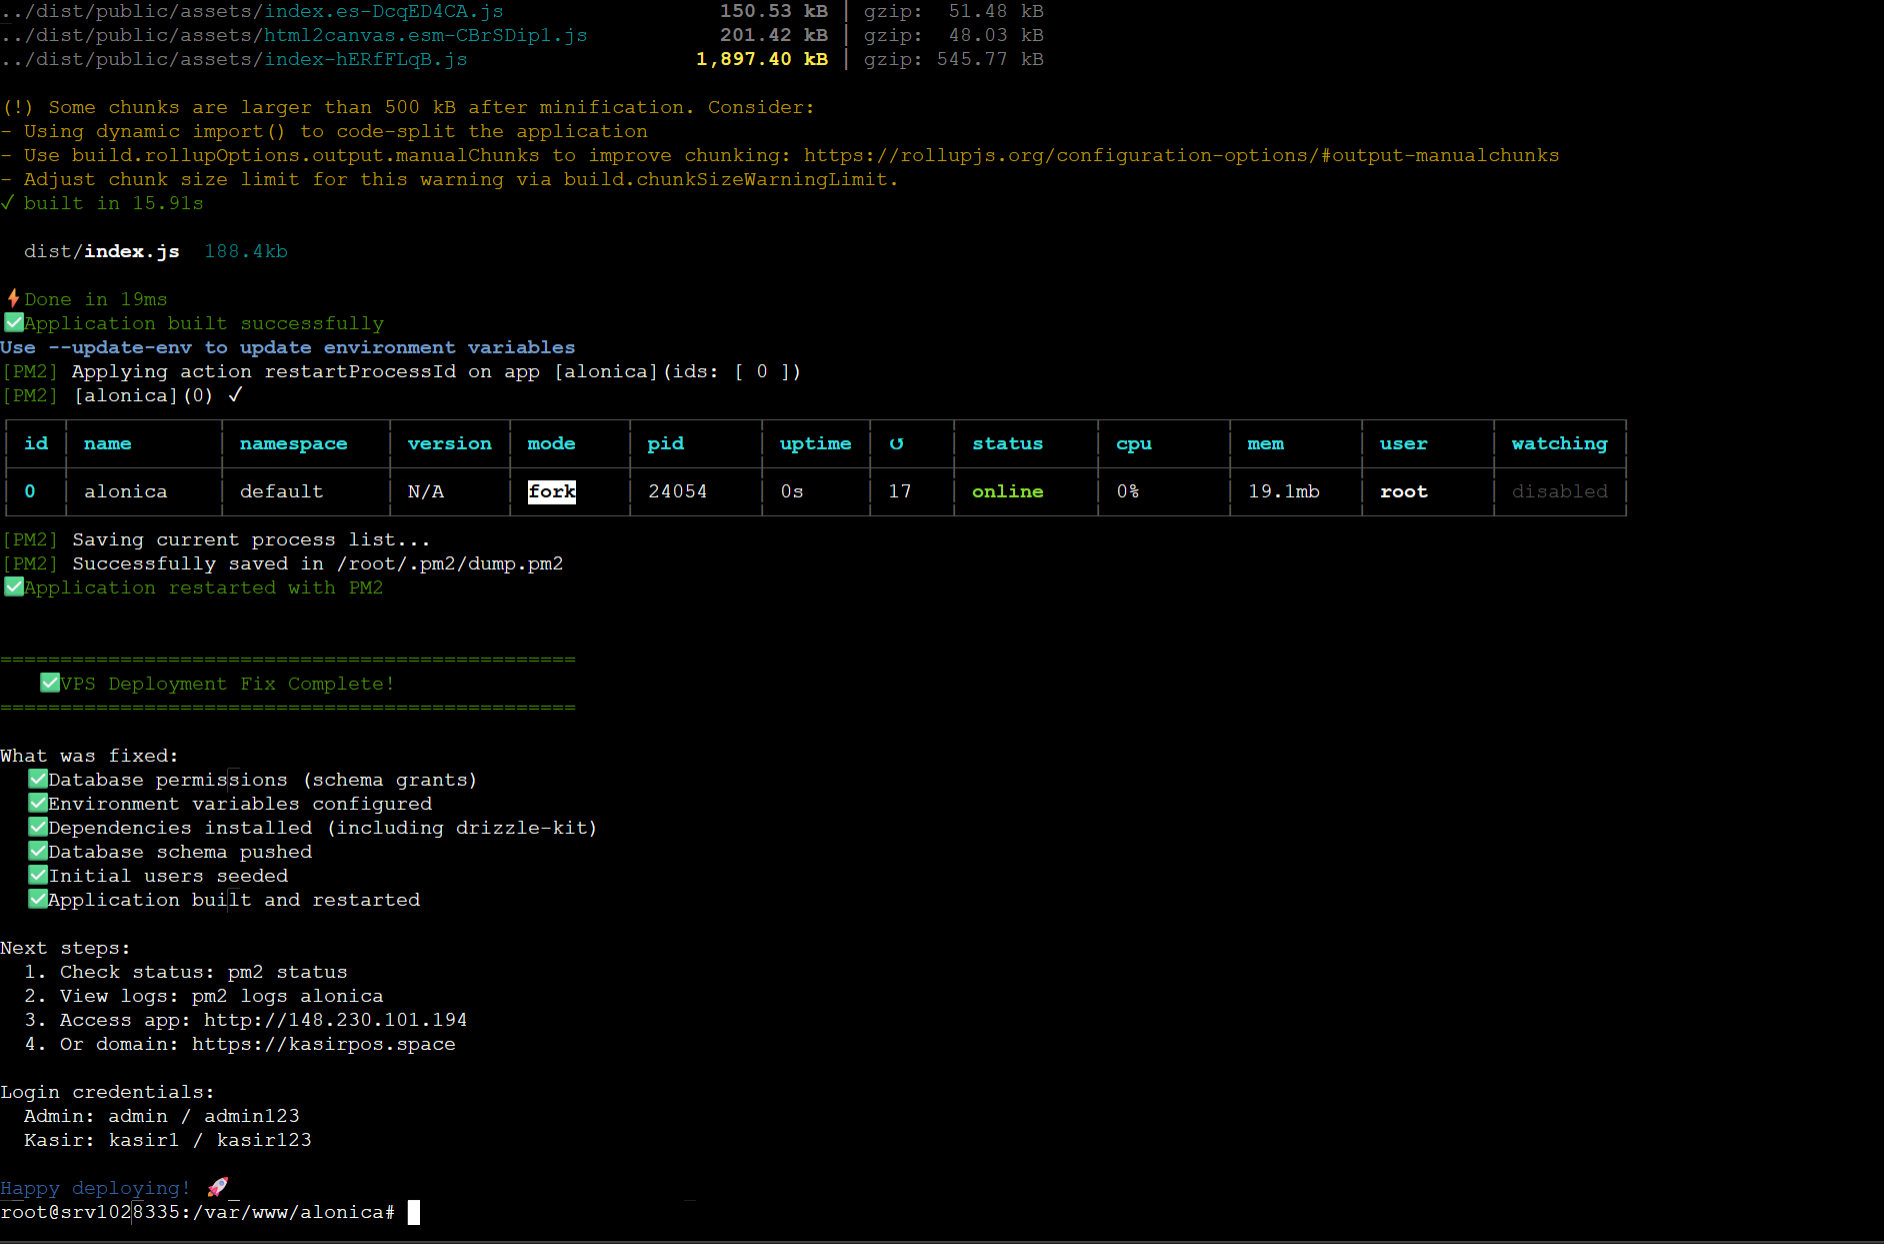 ../dist/public/assets/index.es-DcqED4CA.js 150.53 kB │ gzip: 51.48 kB
../dist/public/assets/html2canvas.esm-CBrSDip1.js 201.42 kB │ gzip: 48.03 kB
../dist/public/assets/index-hERfFLqB.js 1,897.40 kB │ gzip: 545.77 kB
(!) Some chunks are larger than 500 kB after minification. Consider:
- Using dynamic import() to code-split the application
- Use build.rollupOptions.output.manualChunks to improve chunking: https://rollupjs.org/configuration-options/#output-manualchunks
- Adjust chunk size limit for this warning via build.chunkSizeWarningLimit.
✓ built in 15.91s
dist/index.js 188.4kb
⚡Done in 19ms
✅Application built successfully
Use --update-env to update environment variables
[PM2] Applying action restartProcessId on app [alonica](ids: [ 0 ])
[PM2] [alonica](0) ✓
│ id │ name │ namespace │ version │ mode │ pid │ uptime │ ↺ │ status │ cpu │ mem │ user │ watching │
│ 0 │ alonica │ default │ N/A │ fork │ 24054 │ 0s │ 17 │ online │ 0% │ 19.1mb │ root │ disabled │
[PM2] Saving current process list...
[PM2] Successfully saved in /root/.pm2/dump.pm2
✅Application restarted with PM2
================================================
✅VPS Deployment Fix Complete!
================================================
What was fixed:
✅Database permissions (schema grants)
✅Environment variables configured
✅Dependencies installed (including drizzle-kit)
✅Database schema pushed
✅Initial users seeded
✅Application built and restarted
Next steps:
1. Check status: pm2 status
2. View logs: pm2 logs alonica
3. Access app: http://148.230.101.194
4. Or domain: https://kasirpos.space
Login credentials:
Admin: admin / admin123
Kasir: kasir1 / kasir123
Happy deploying! 🚀
root@srv1028335:/var/www/alonica#